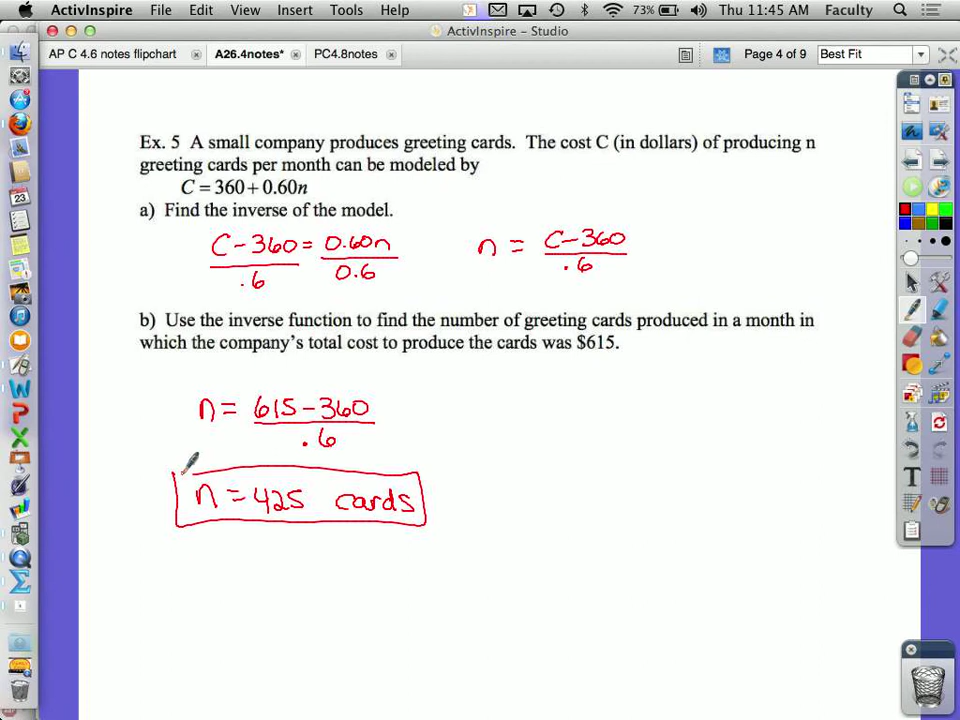 ActivInspire File Edit View Insert Tools Help 73% Thu 11:45 AM Faculty
ActivInspire - Studio
AP C 4.6 notes flipchart A26.4notes* PC4.8notes Page 4 of 9 Best Fit
Ex. 5 A small company produces greeting cards. The cost C (in dollars) of producing n
greeting cards per month can be modeled by
C = 360 + 0.60n
a) Find the inverse of the model.
C - 360 = 0.60n n = C - 360
.6 0.6 .6
b) Use the inverse function to find the number of greeting cards produced in a month in
which the company's total cost to produce the cards was $615.
n = 615 - 360
.6
n = 425 cards